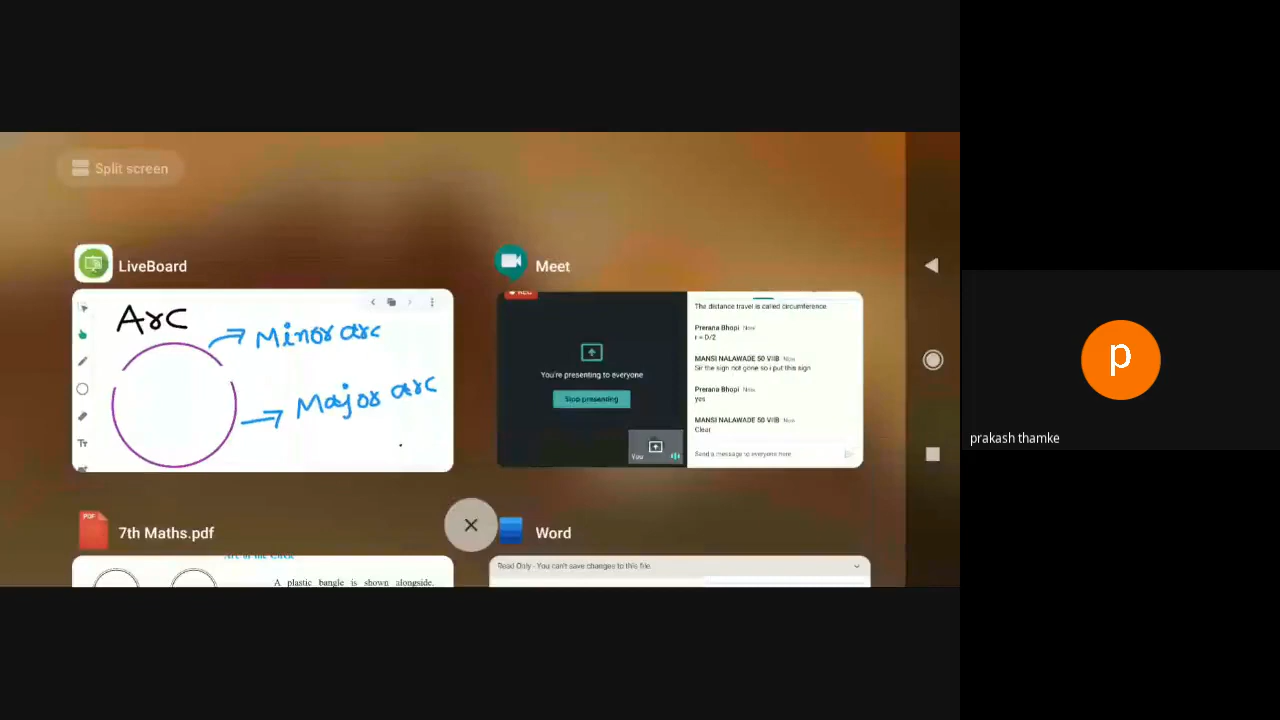 Split screen
LiveBoard
Arc
Minor arc
Major arc
Tт
Meet
REC
You're presenting to everyone
Stop presenting
You
The distance travel is called circumference
Prerana Bhopi Now
r = D/2
MANSI NALAWADE 50 VIIB Now
Sir the sign not gone so i put this sign
Prerana Bhopi Now
yes
MANSI NALAWADE 50 VIIB Now
Clear
Send a message to everyone here
PDF
7th Maths.pdf
Arc of the Circle
A plastic bangle is shown alongside.
Word
Read Only - You can't save changes to this file.
p
prakash thamke